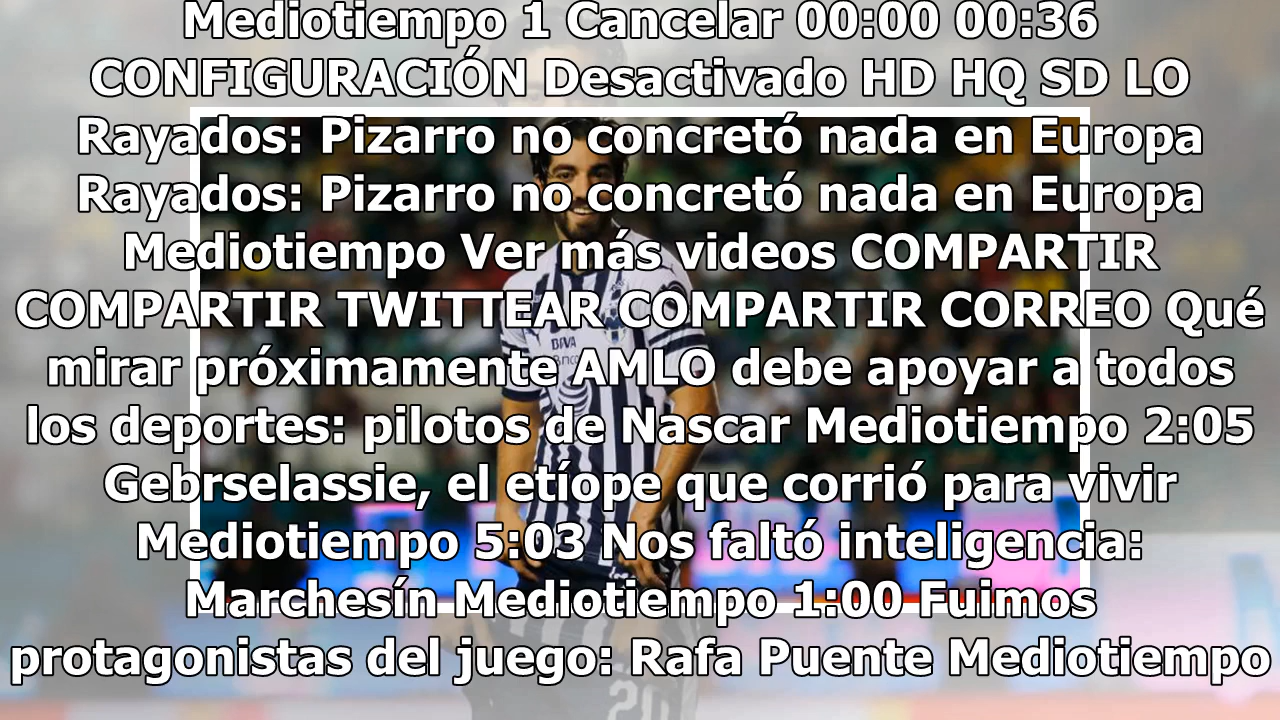 Mediotiempo 1 Cancelar 00:00 00:36
CONFIGURACIÓN Desactivado HD HQ SD LO
Rayados: Pizarro no concretó nada en Europa
Rayados: Pizarro no concretó nada en Europa
Mediotiempo Ver más videos COMPARTIR
COMPARTIR TWITTEAR COMPARTIR CORREO Qué
mirar próximamente AMLO debe apoyar a todos
los deportes: pilotos de Nascar Mediotiempo 2:05
Gebrselassie, el etíope que corrió para vivir
Mediotiempo 5:03 Nos faltó inteligencia:
Marchesín Mediotiempo 1:00 Fuimos
protagonistas del juego: Rafa Puente Mediotiempo
BBVA
20